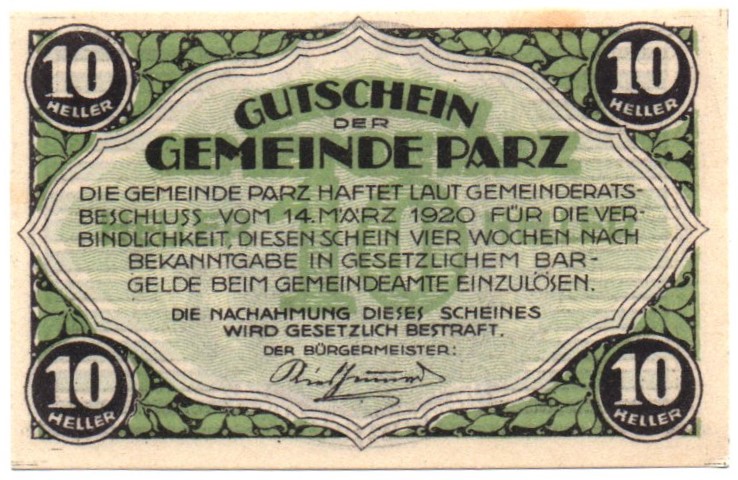 10
HELLER
10
HELLER
GUTSCHEIN
DER
GEMEINDE PARZ
DIE GEMEINDE PARZ HAFTET LAUT GEMEINDERATS-
BESCHLUSS VOM 14. MÄRZ 1920 FÜR DIE VER-
BINDLICHKEIT, DIESEN SCHEIN VIER WOCHEN NACH
BEKANNTGABE IN GESETZLICHEM BAR-
GELDE BEIM GEMEINDEAMTE EINZULÖSEN.
DIE NACHAHMUNG DIESES SCHEINES
WIRD GESETZLICH BESTRAFT.
DER BÜRGERMEISTER:
10
HELLER
10
HELLER